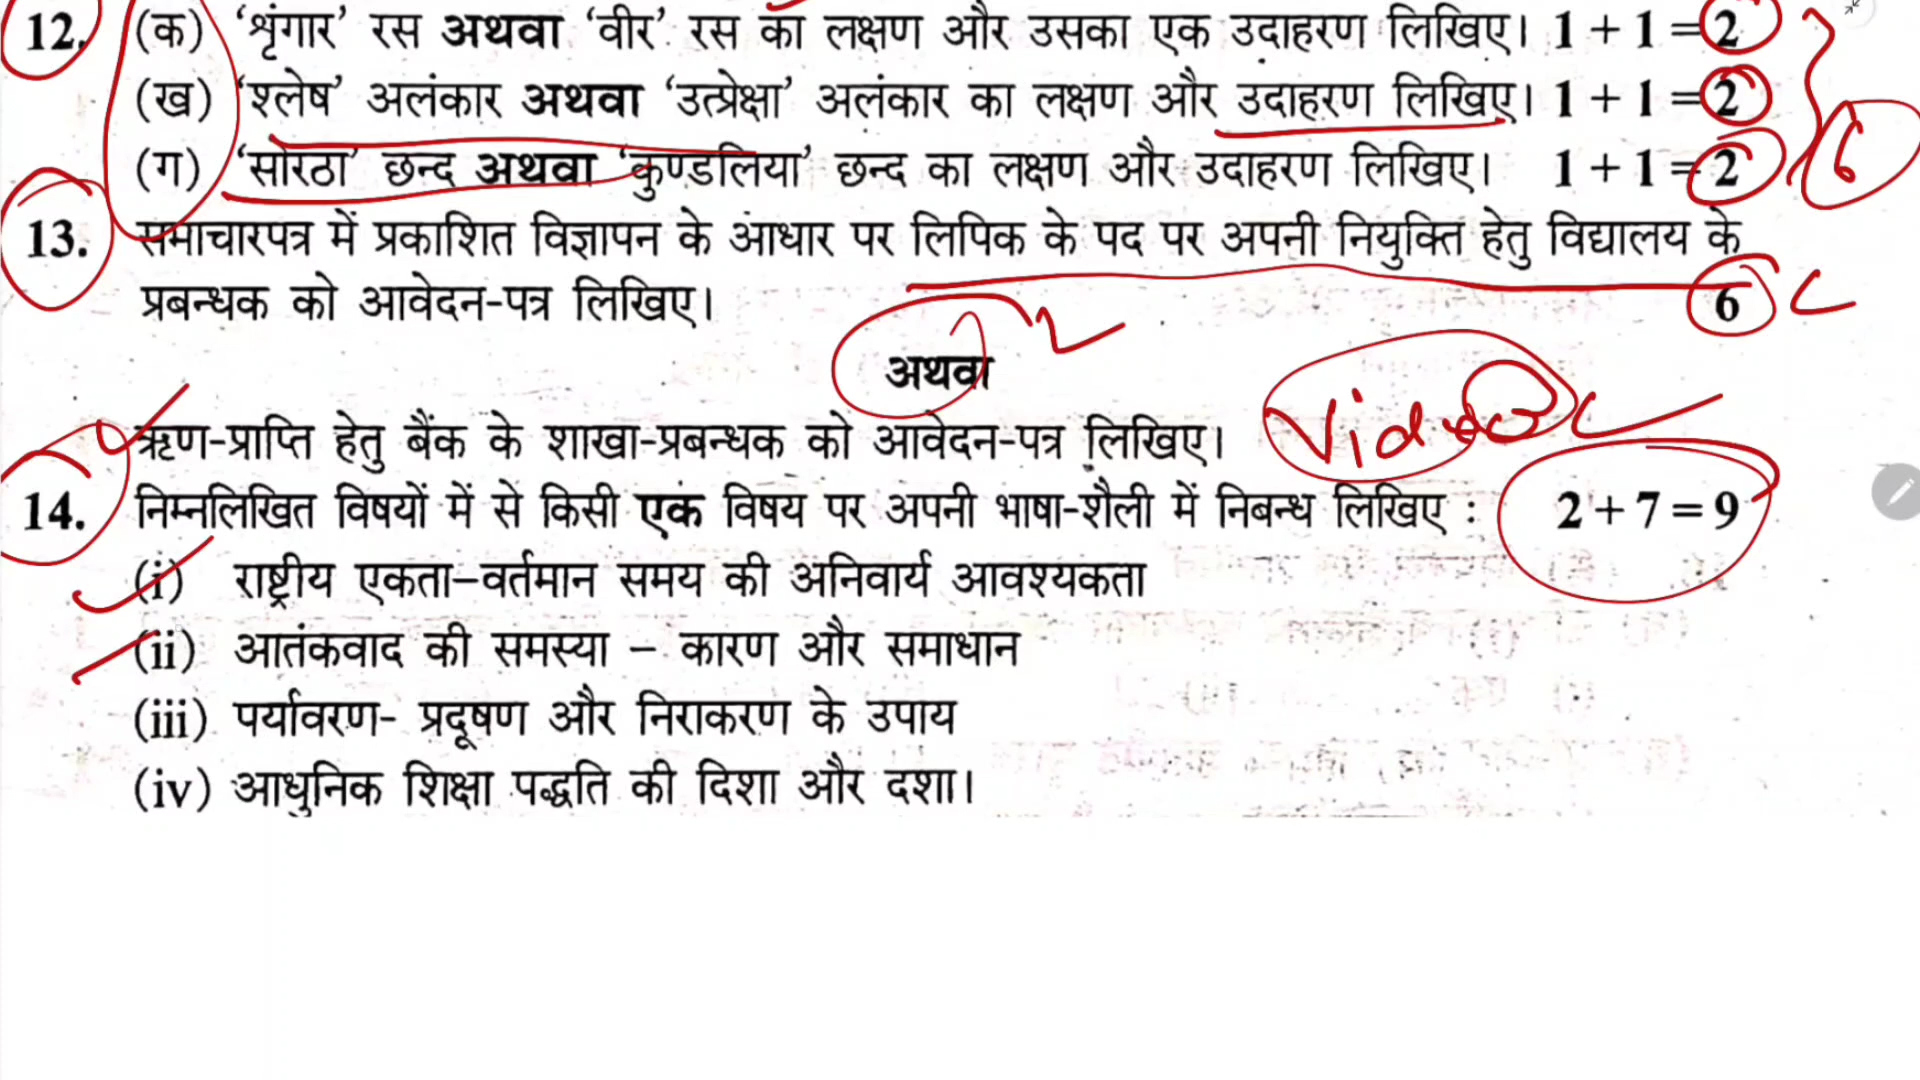 12. (क) ‘शृंगार’ रस अथवा ‘वीर’ रस का लक्षण और उसका एक उदाहरण लिखिए। 1 + 1 = 2
(ख) ‘श्लेष’ अलंकार अथवा ‘उत्प्रेक्षा’ अलंकार का लक्षण और उदाहरण लिखिए। 1 + 1 = 2
(ग) ‘सोरठा’ छन्द अथवा ‘कुण्डलिया’ छन्द का लक्षण और उदाहरण लिखिए। 1 + 1 = 2
6
13. समाचारपत्र में प्रकाशित विज्ञापन के आधार पर लिपिक के पद पर अपनी नियुक्ति हेतु विद्यालय के
प्रबन्धक को आवेदन-पत्र लिखिए। 6
अथवा
ऋण-प्राप्ति हेतु बैंक के शाखा-प्रबन्धक को आवेदन-पत्र लिखिए। Video
14. निम्नलिखित विषयों में से किसी एक विषय पर अपनी भाषा-शैली में निबन्ध लिखिए : 2 + 7 = 9
(i) राष्ट्रीय एकता–वर्तमान समय की अनिवार्य आवश्यकता
(ii) आतंकवाद की समस्या – कारण और समाधान
(iii) पर्यावरण- प्रदूषण और निराकरण के उपाय
(iv) आधुनिक शिक्षा पद्धति की दिशा और दशा।